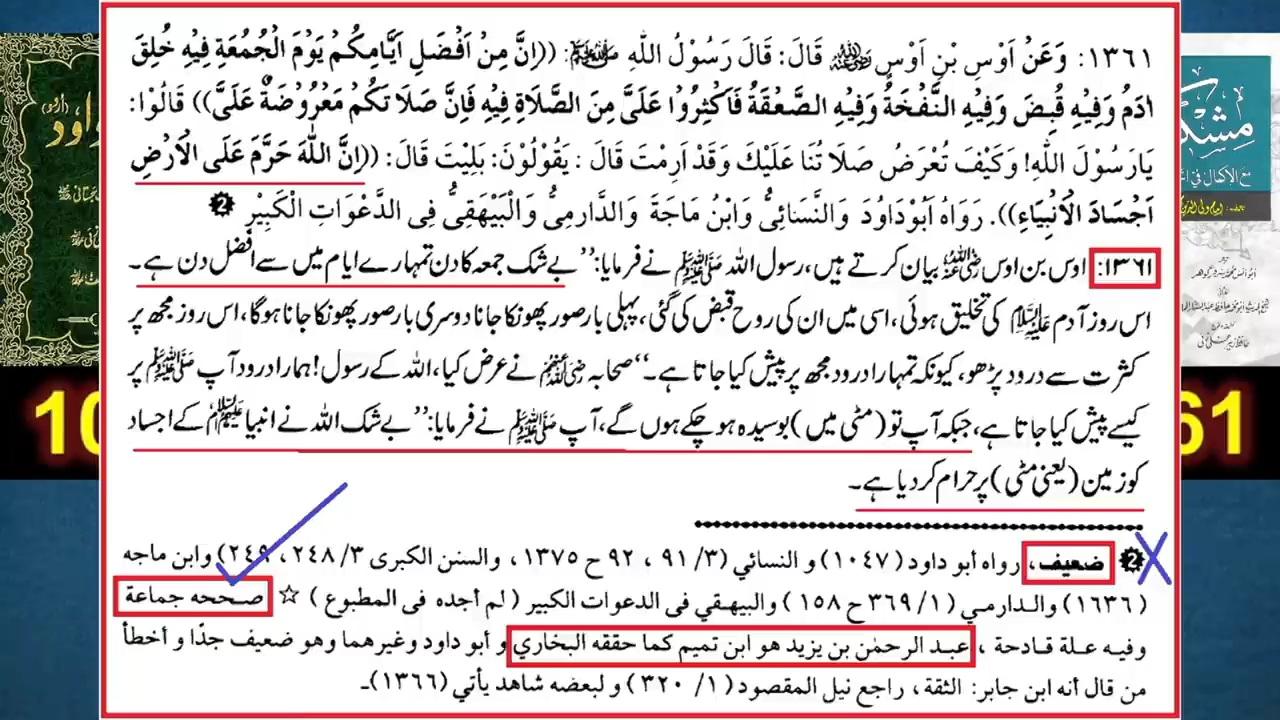 ۱۳۶۱: وَعَنْ اَوْسِ بْنِ اَوْسٍ رضی اللہ عنہ قَالَ: قَالَ رَسُوْلُ اللّٰهِ ﷺ: ((اِنَّ مِنْ اَفْضَلِ اَيَّامِكُمْ يَوْمَ الْجُمُعَةِ فِيْهِ خُلِقَ
اٰدَمُ وَفِيْهِ قُبِضَ وَفِيْهِ النَّفْخَةُ وَفِيْهِ الصَّعْقَةُ فَاَكْثِرُوْا عَلَىَّ مِنَ الصَّلَاةِ فِيْهِ فَاِنَّ صَلَا تَكُمْ مَعْرُوْضَةٌ عَلَىَّ)) قَالُوْا:
يَارَسُوْلَ اللّٰهِ! وَكَيْفَ تُعْرَضُ صَلَا تُنَا عَلَيْكَ وَقَدْ اَرِمْتَ قَالَ : يَقُوْلُوْنَ: بَلِيْتَ قَالَ: ((اِنَّ اللّٰهَ حَرَّمَ عَلَى الْاَرْضِ
اَجْسَادَ الْاَنْبِيَاءِ)). رَوَاهُ اَبُوْدَاوُدَ وَالنَّسَائِىُّ وَابْنُ مَاجَةَ وَالدَّارِمِىُّ وَالْبَيْهَقِىُّ فِى الدَّعْوَاتِ الْكَبِيْرِ 2
۱۳۶۱: اوس بن اوس رضی اللہ عنہ بیان کرتے ہیں، رسول اللہ ﷺ نے فرمایا: ’’بے شک جمعہ کا دن تمہارے ایام میں سے افضل دن ہے۔
اس روز آدم علیہ السلام کی تخلیق ہوئی، اسی میں ان کی روح قبض کی گئی، پہلی بار صور پھونکا جانا دوسری بار صور پھونکا جانا ہوگا، اس روز مجھ پر
کثرت سے درود پڑھو، کیونکہ تمہارا درود مجھ پر پیش کیا جاتا ہے۔‘‘ صحابہ رضی اللہ عنہم نے عرض کیا، اللہ کے رسول! ہمارا درود آپ ﷺ پر
کیسے پیش کیا جاتا ہے، جبکہ آپ تو (مٹی میں) بوسیدہ ہو چکے ہوں گے، آپ ﷺ نے فرمایا: ’’بے شک اللہ نے انبیا علیہم السلام کے اجساد
کو زمین (یعنی مٹی) پر حرام کر دیا ہے۔
2 ضعيف، رواه أبو داود (١٠٤٧) و النسائي (٣/ ٩١ ، ٩٢ ح ١٣٧٥ ، والسنن الكبرى ٣/ ٢٤٨، ٢٤٩) وابن ماجه
(١٦٣٦) والدارمي (١/ ٣٦٩ ح ١٥٨) والبيهقي فى الدعوات الكبير (لم أجده فى المطبوع) ☆ صححه جماعة
وفيه علة قادحة ، عبد الرحمٰن بن يزيد هو ابن تميم كما حققه البخاري و أبو داود وغيرهما وهو ضعيف جدًا و أخطأ
من قال أنه ابن جابر: الثقة، راجع نيل المقصود (١/ ٣٢٠) و لبعضه شاهد يأتي (١٣٦٦)۔
10
61
داود
(اردو)